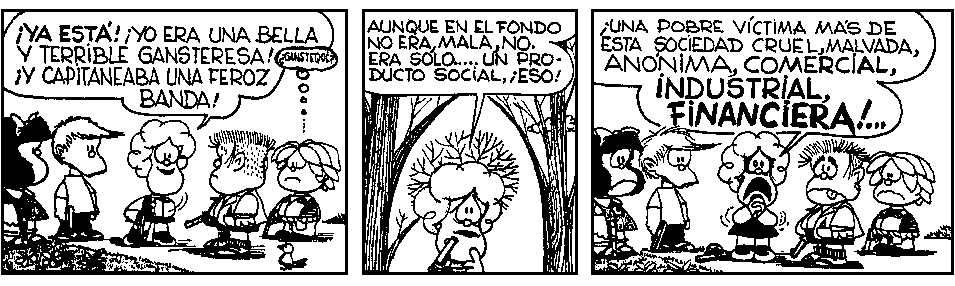 ¡YA ESTÁ! ¡YO ERA UNA BELLA
Y TERRIBLE GANSTERESA!
¡Y CAPITANEABA UNA FEROZ
BANDA!
¿GANSTEROC?
AUNQUE EN EL FONDO
NO ERA MALA, NO.
ERA SÓLO.... UN PRO-
DUCTO SOCIAL, ¡ESO!
¡UNA POBRE VÍCTIMA MÁS DE
ESTA SOCIEDAD CRUEL, MALVADA,
ANÓNIMA, COMERCIAL,
INDUSTRIAL,
FINANCIERA!...